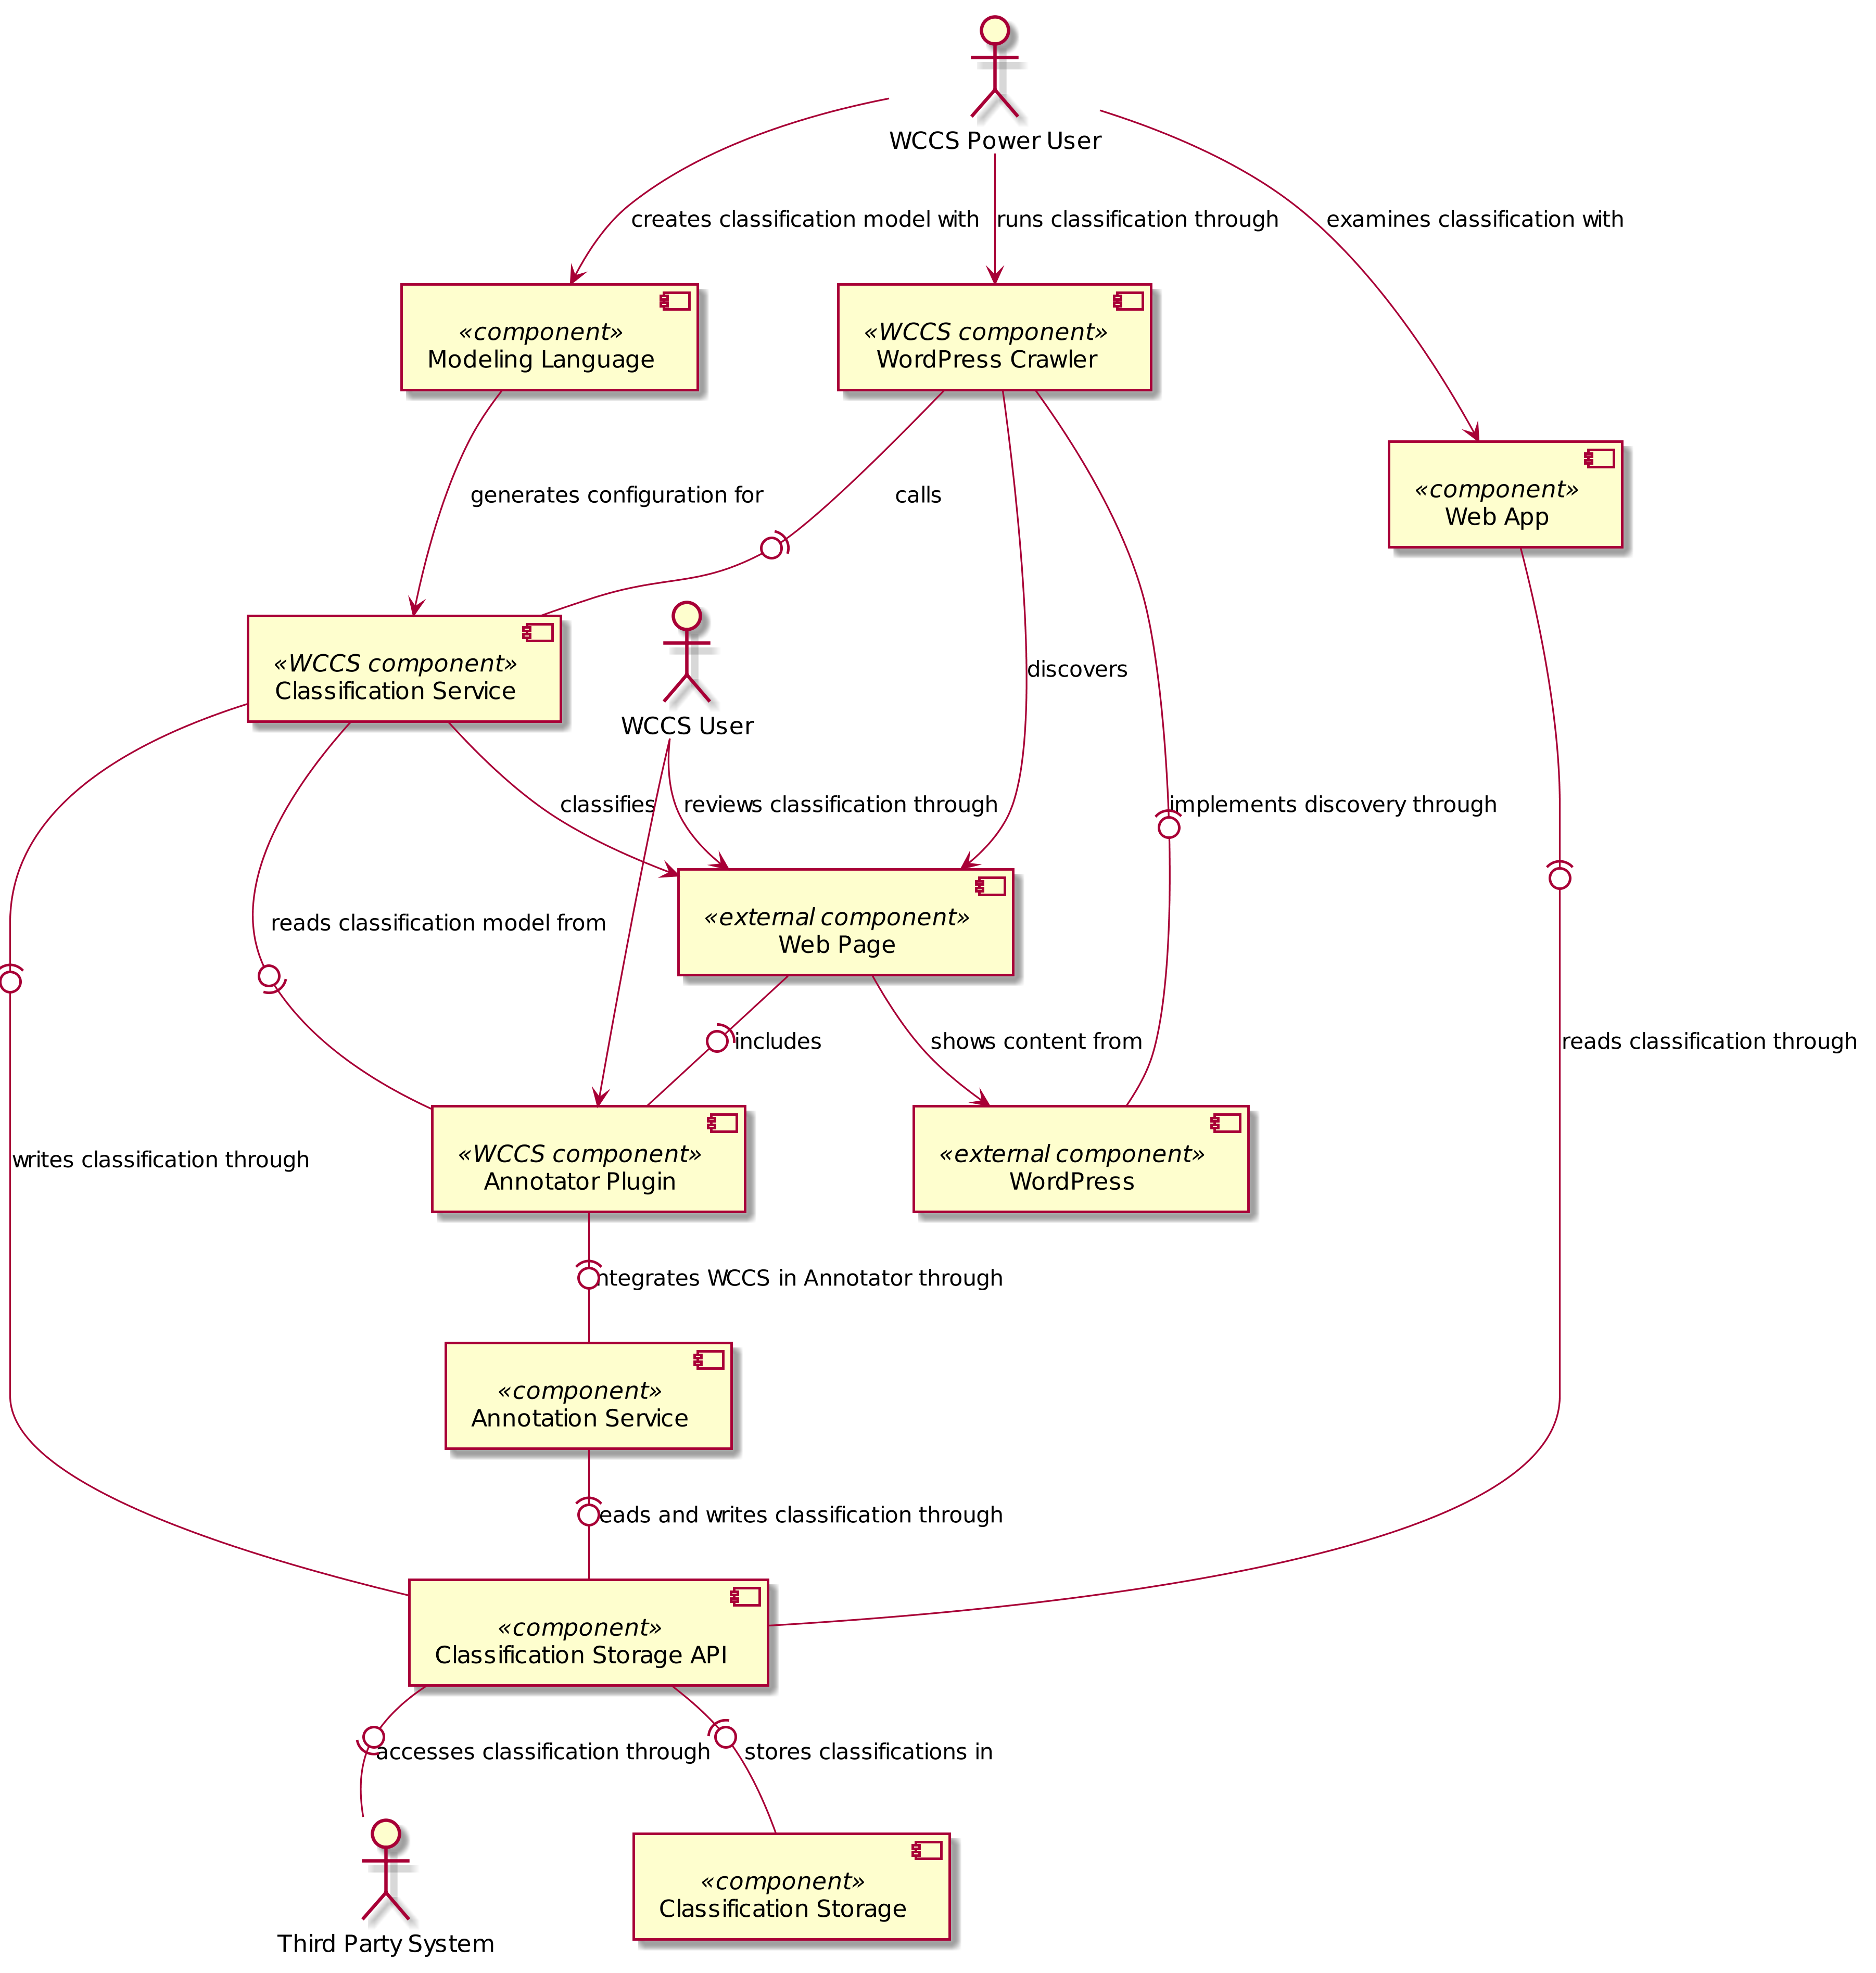 WCCS Power User
creates classification model with
runs classification through
examines classification with
«component»
Modeling Language
«WCCS component»
WordPress Crawler
«component»
Web App
generates configuration for
calls
«WCCS component»
Classification Service
WCCS User
discovers
classifies
reviews classification through
implements discovery through
reads classification model from
«external component»
Web Page
includes
shows content from
reads classification through
writes classification through
«WCCS component»
Annotator Plugin
«external component»
WordPress
ntegrates WCCS in Annotator through
«component»
Annotation Service
eads and writes classification through
«component»
Classification Storage API
accesses classification through
stores classifications in
«component»
Classification Storage
Third Party System